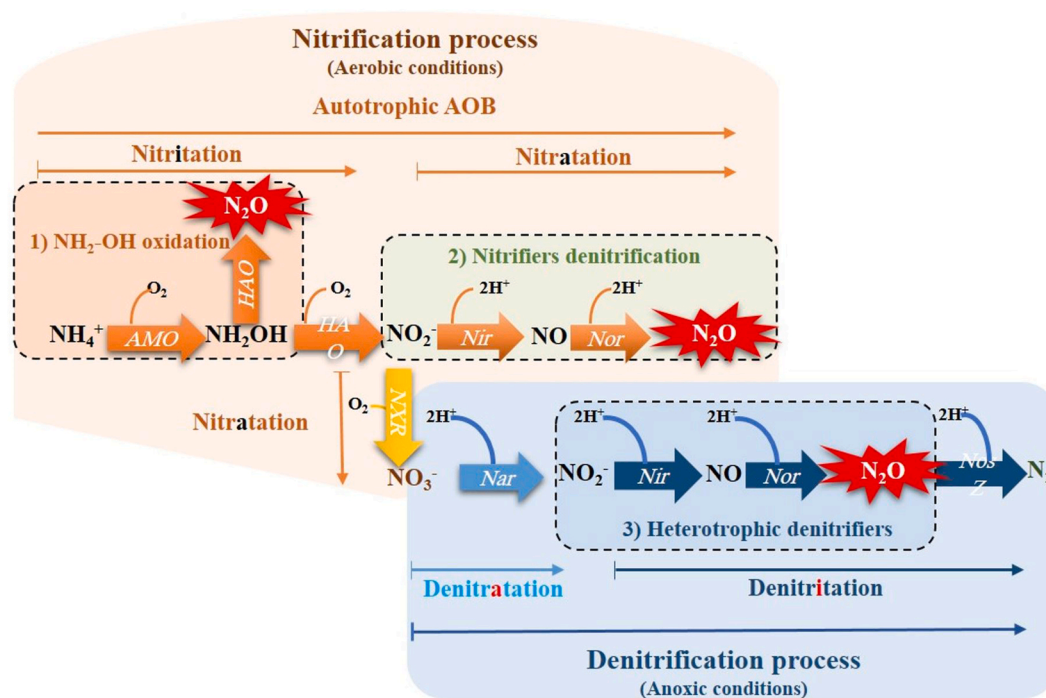 Nitrification process
(Aerobic conditions)
Autotrophic AOB
Nitritation
Nitratation
N₂O
1) NH₂-OH oxidation
HAO
2) Nitrifiers denitrification
O₂
O₂
2H⁺
2H⁺
NH₄⁺
AMO
NH₂OH
HA
O
NO₂⁻
Nir
NO
Nor
N₂O
Nitratation
O₂
NXR
2H⁺
2H⁺
2H⁺
2H⁺
NO₃⁻
Nar
NO₂⁻
Nir
NO
Nor
N₂O
Nos
Z
3) Heterotrophic denitrifiers
Denitratation
Denitritation
Denitrification process
(Anoxic conditions)